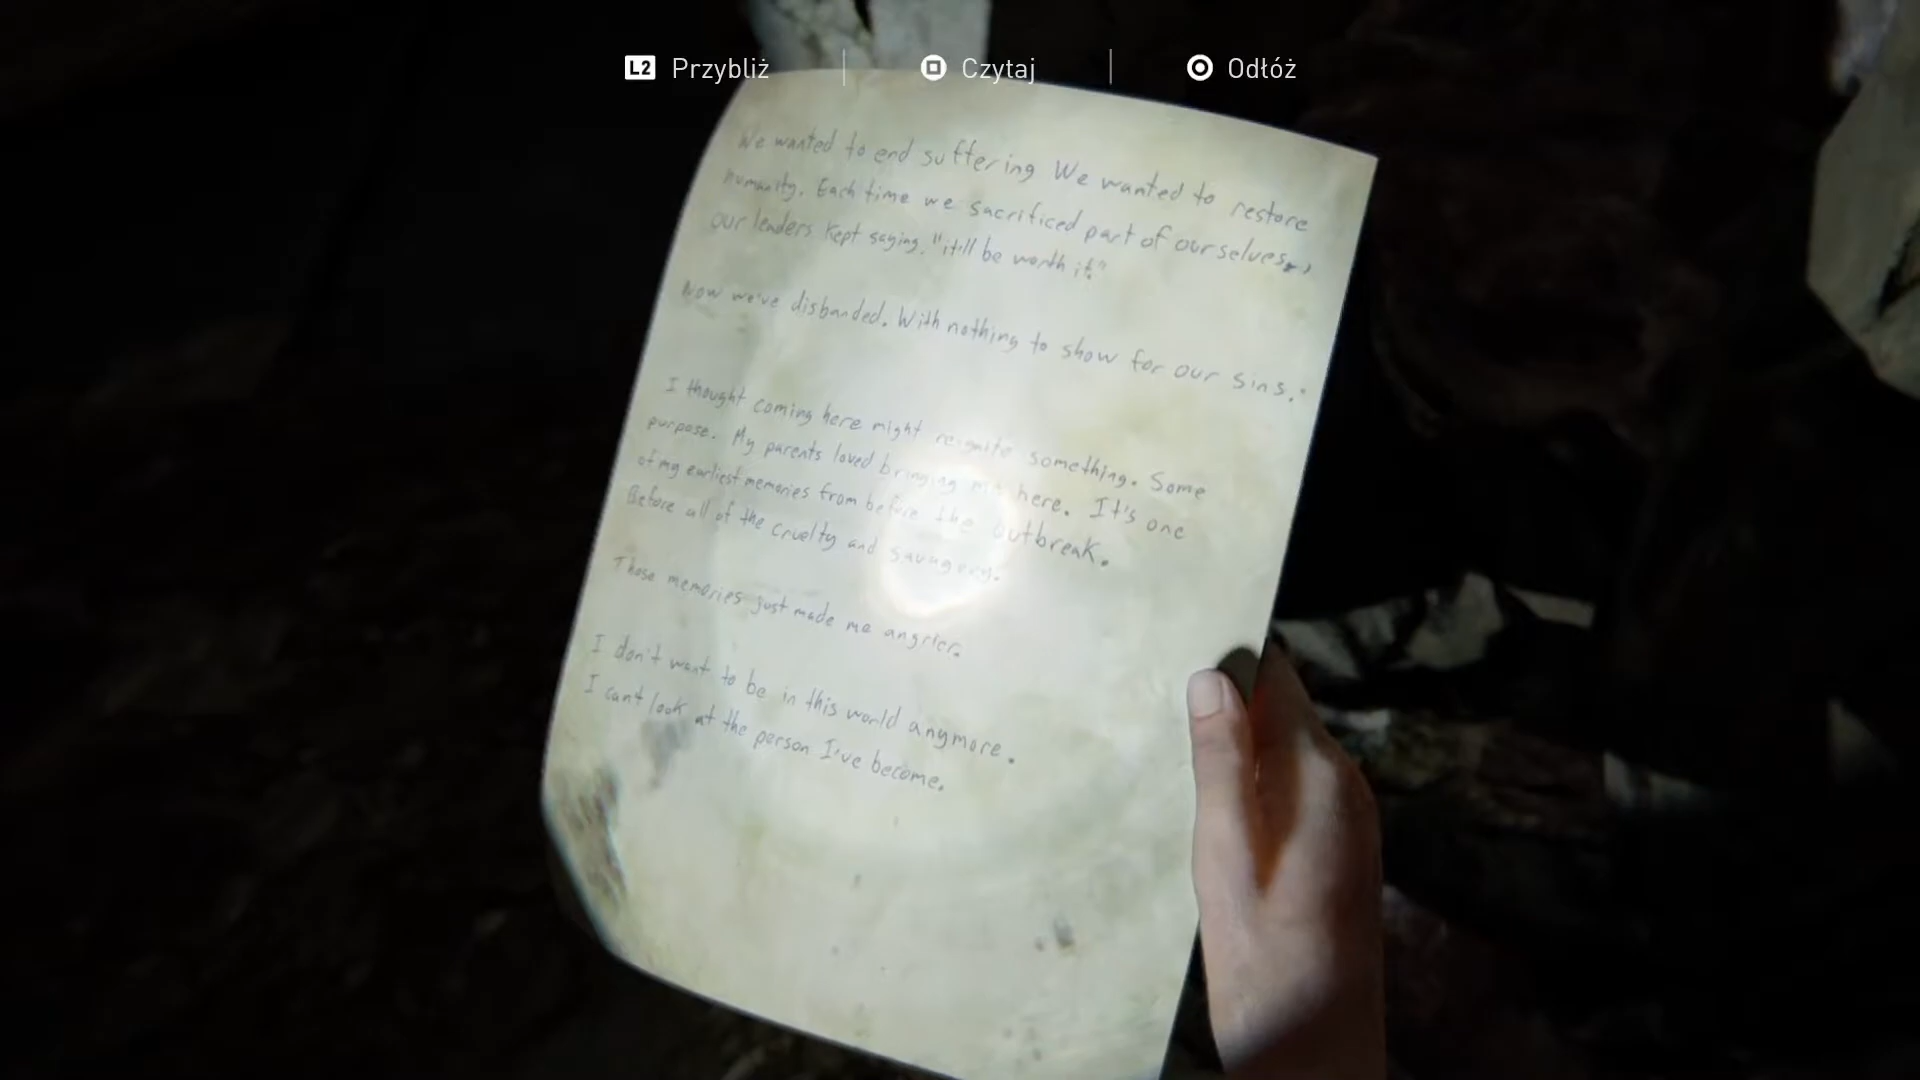 L2 Przybliż Czytaj Odłóż
We wanted to end suffering We wanted to restore
humanity. Each time we sacrificed part of ourselves,
our leaders kept saying, "it'll be worth it."
Now we've disbanded. With nothing to show for our sins.
I thought coming here might reignite something. Some
purpose. My parents loved bringing me here. It's one
of my earliest memories from before the outbreak.
Before all of the cruelty and savagery.
Those memories just made me angrier.
I don't want to be in this world anymore.
I can't look at the person I've become.